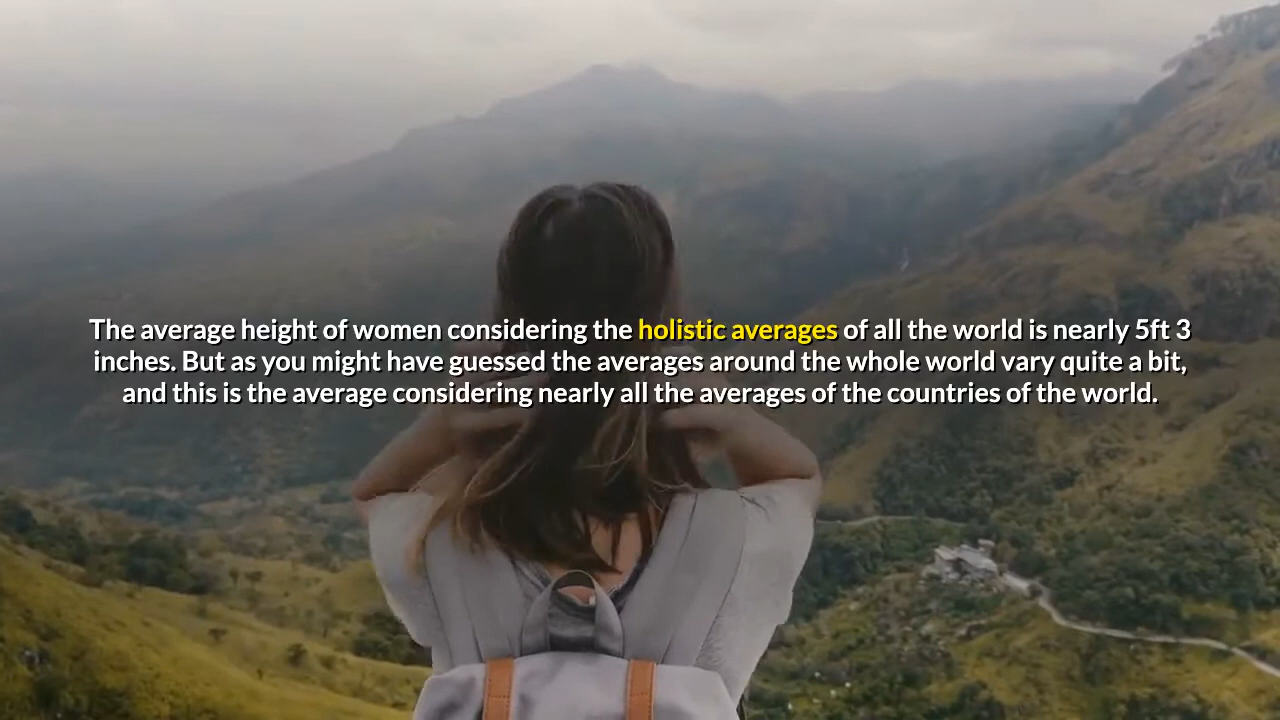 The average height of women considering the holistic averages of all the world is nearly 5ft 3
inches. But as you might have guessed the averages around the whole world vary quite a bit,
and this is the average considering nearly all the averages of the countries of the world.